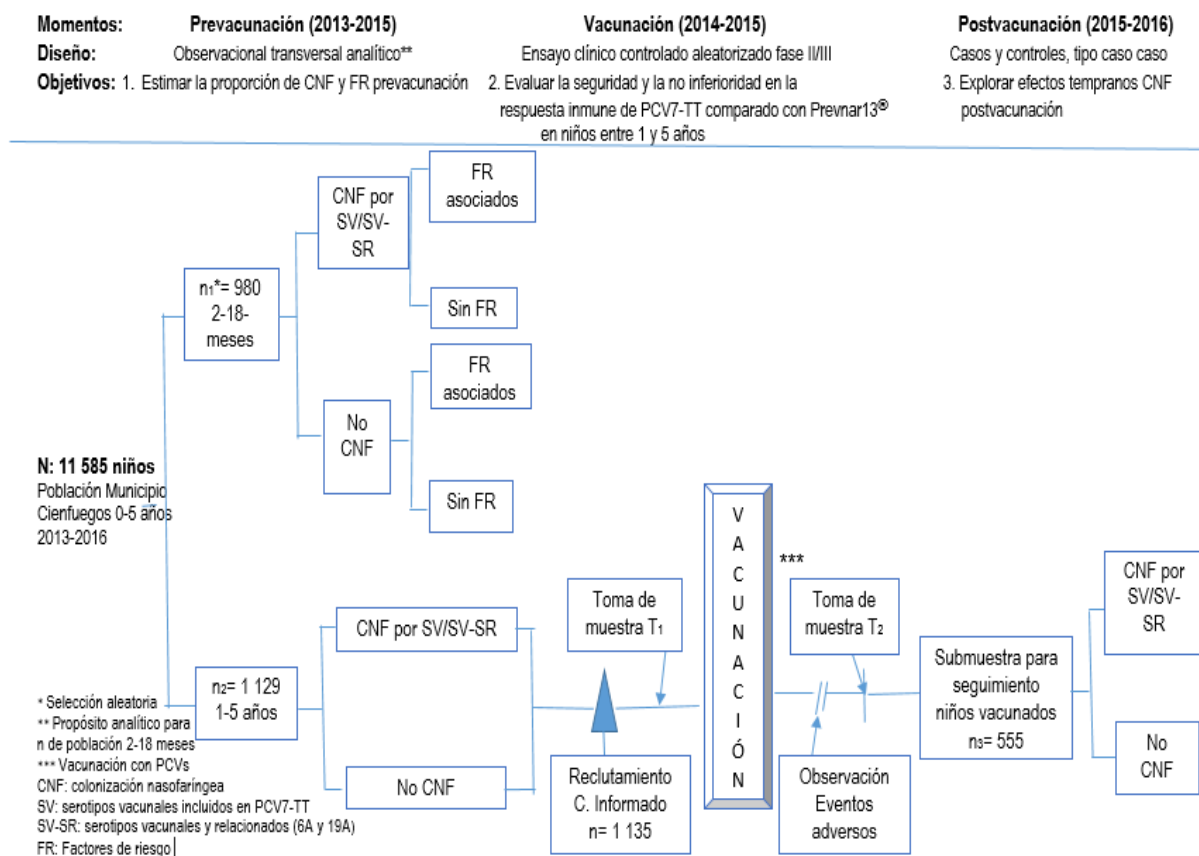 Momentos: Prevacunación (2013-2015) Vacunación (2014-2015) Postvacunación (2015-2016)
Diseño: Observacional transversal analítico** Ensayo clínico controlado aleatorizado fase II/III Casos y controles, tipo caso caso
Objetivos: 1. Estimar la proporción de CNF y FR prevacunación 2. Evaluar la seguridad y la no inferioridad en la 3. Explorar efectos tempranos CNF
respuesta inmune de PCV7-TT comparado con Prevnar13® postvacunación
en niños entre 1 y 5 años
FR
asociados
CNF por
SV/SV-
SR
n1*= 980
2-18-
meses
Sin FR
FR
asociados
No
CNF
Sin FR
N: 11 585 niños
Población Municipio
Cienfuegos 0-5 años
2013-2016
CNF por SV/SV-SR
n2= 1 129
1-5 años
No CNF
Toma de
muestra T1
Reclutamiento
C. Informado
n= 1 135
V
A
C
U
N
A
C
I
Ó
N
***
Toma de
muestra T2
Observación
Eventos
adversos
Submuestra para
seguimiento
niños vacunados
n3= 555
CNF por
SV/SV-
SR
No
CNF
* Selección aleatoria
** Propósito analítico para
n de población 2-18 meses
*** Vacunación con PCVs
CNF: colonización nasofaríngea
SV: serotipos vacunales incluidos en PCV7-TT
SV-SR: serotipos vacunales y relacionados (6A y 19A)
FR: Factores de riesgo